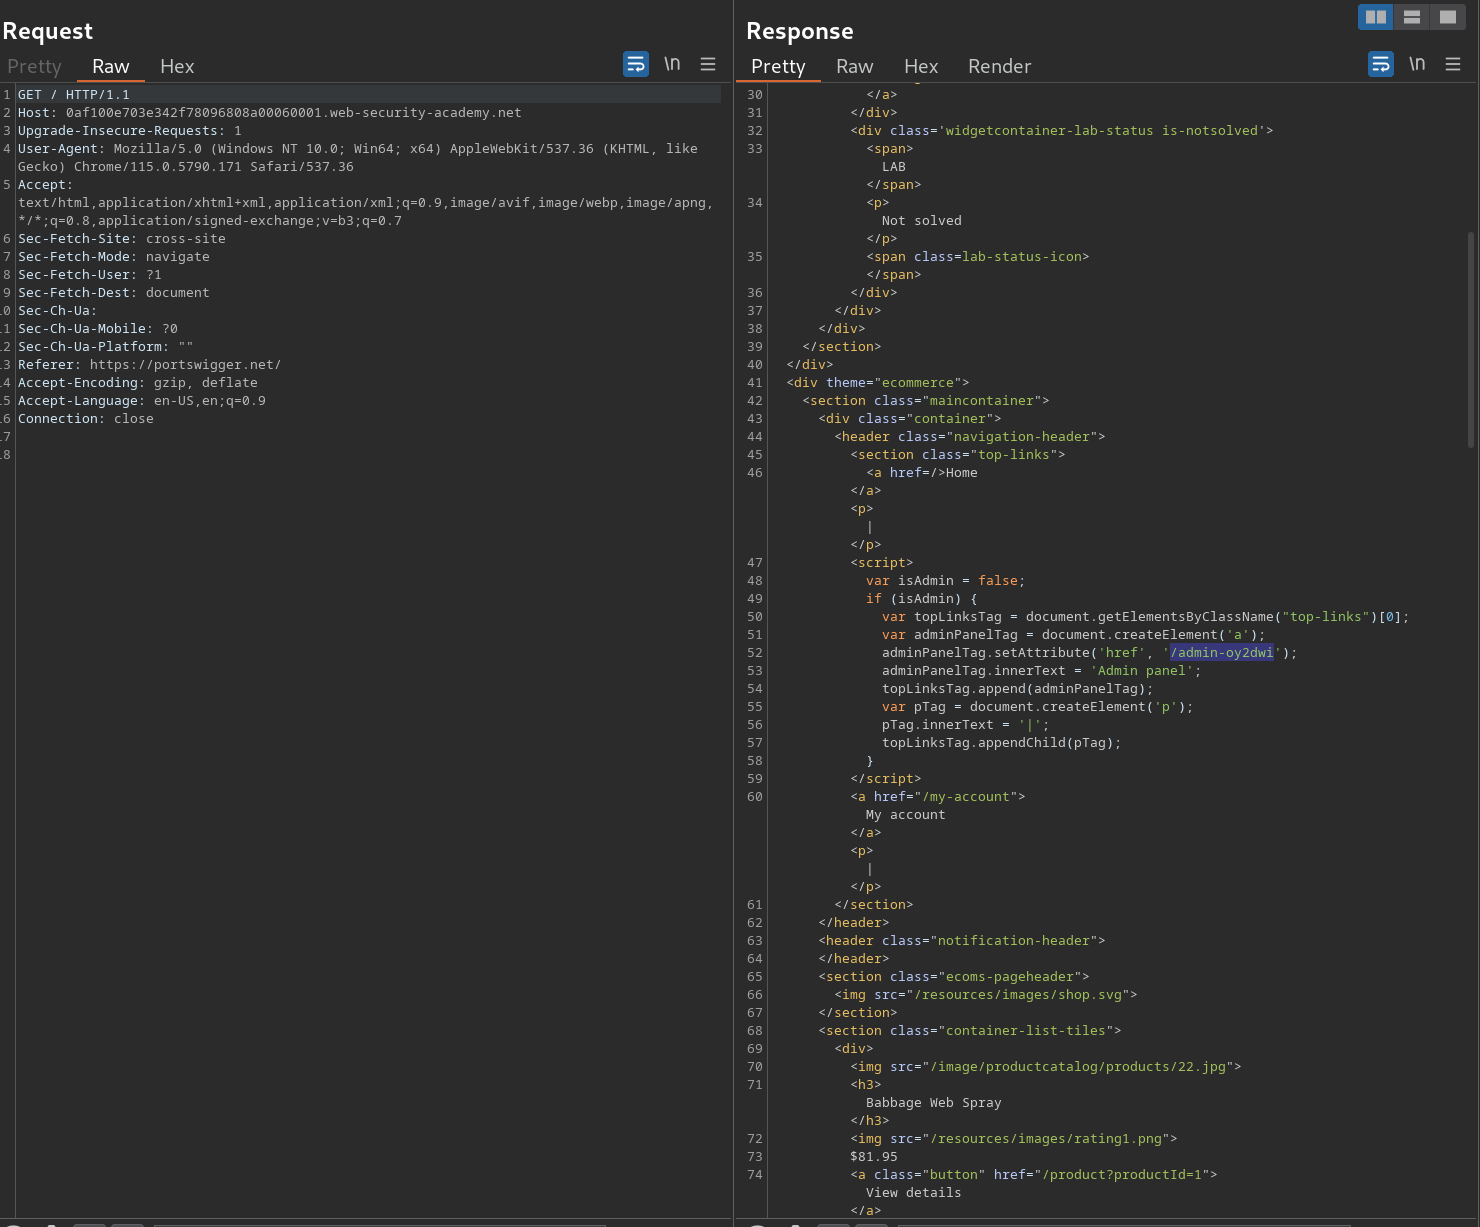 Request
Pretty Raw Hex
\n
1 GET / HTTP/1.1
2 Host: 0af100e703e342f78096808a00060001.web-security-academy.net
3 Upgrade-Insecure-Requests: 1
4 User-Agent: Mozilla/5.0 (Windows NT 10.0; Win64; x64) AppleWebKit/537.36 (KHTML, like
Gecko) Chrome/115.0.5790.171 Safari/537.36
5 Accept:
text/html,application/xhtml+xml,application/xml;q=0.9,image/avif,image/webp,image/apng,
*/*;q=0.8,application/signed-exchange;v=b3;q=0.7
6 Sec-Fetch-Site: cross-site
7 Sec-Fetch-Mode: navigate
8 Sec-Fetch-User: ?1
9 Sec-Fetch-Dest: document
.0 Sec-Ch-Ua:
.1 Sec-Ch-Ua-Mobile: ?0
.2 Sec-Ch-Ua-Platform: ""
.3 Referer: https://portswigger.net/
.4 Accept-Encoding: gzip, deflate
.5 Accept-Language: en-US,en;q=0.9
.6 Connection: close
.7
.8
Response
Pretty Raw Hex Render
\n
30 </a>
31 </div>
32 <div class='widgetcontainer-lab-status is-notsolved'>
33 <span>
LAB
</span>
34 <p>
Not solved
</p>
35 <span class=lab-status-icon>
</span>
36 </div>
37 </div>
38 </div>
39 </section>
40 </div>
41 <div theme="ecommerce">
42 <section class="maincontainer">
43 <div class="container">
44 <header class="navigation-header">
45 <section class="top-links">
46 <a href=/>Home
</a>
<p>
|
</p>
47 <script>
48 var isAdmin = false;
49 if (isAdmin) {
50 var topLinksTag = document.getElementsByClassName("top-links")[0];
51 var adminPanelTag = document.createElement('a');
52 adminPanelTag.setAttribute('href', '/admin-oy2dwi');
53 adminPanelTag.innerText = 'Admin panel';
54 topLinksTag.append(adminPanelTag);
55 var pTag = document.createElement('p');
56 pTag.innerText = '|';
57 topLinksTag.appendChild(pTag);
58 }
59 </script>
60 <a href="/my-account">
My account
</a>
<p>
|
</p>
61 </section>
62 </header>
63 <header class="notification-header">
64 </header>
65 <section class="ecoms-pageheader">
66 <img src="/resources/images/shop.svg">
67 </section>
68 <section class="container-list-tiles">
69 <div>
70 <img src="/image/productcatalog/products/22.jpg">
71 <h3>
Babbage Web Spray
</h3>
72 <img src="/resources/images/rating1.png">
73 $81.95
74 <a class="button" href="/product?productId=1">
View details
</a>